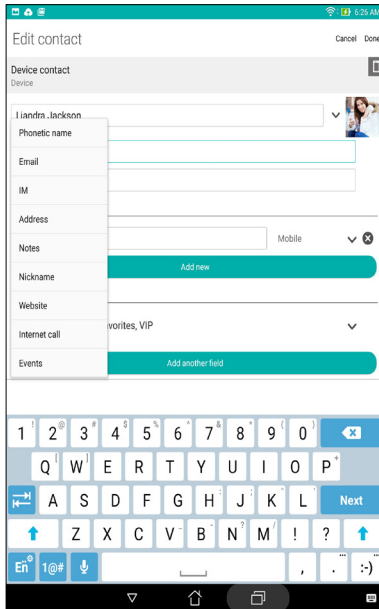 6:26 AM
Edit contact
Cancel Done
Device contact
Device
Liandra Jackson
Phonetic name
Email
IM
Address
Notes
Nickname
Website
Internet call
Events
Mobile
Add new
vorites, VIP
Add another field
1 ! 2 @ 3 # 4 $ 5 % 6 ^ 7 & 8 * 9 ( 0 )
Q [ W ] E R T Y U I O P +
A S D F G H : J ; K " L ' Next
Z X C V - B _ N ? M / ! ?
En 1@# , . ... :-) ...